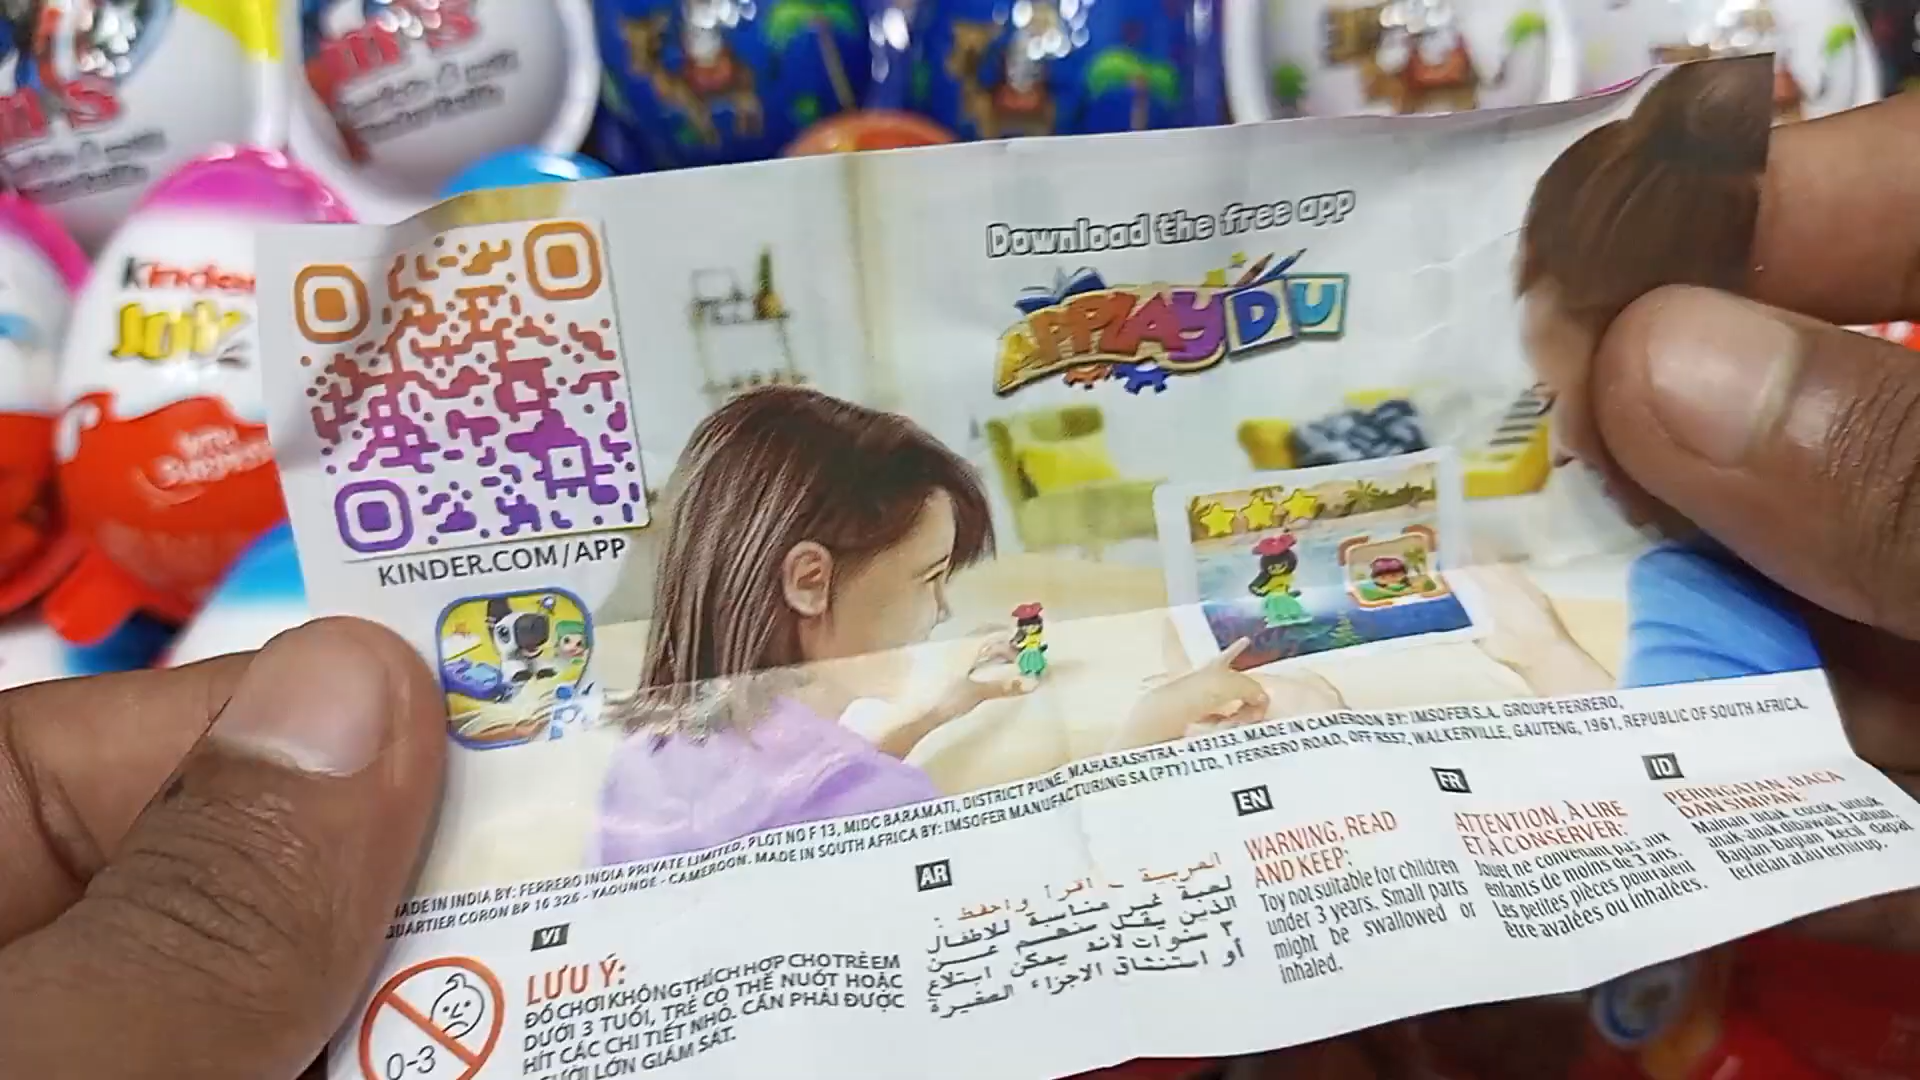 kinder
JOY
Download the free app
APPLAYDU
KINDER.COM/APP
MADE IN INDIA BY: FERRERO INDIA PRIVATE LIMITED, PLOT NO F 13, MIDC BARAMATI, DISTRICT PUNE, MAHARASHTRA - 413133. MADE IN CAMEROON BY: IMSOFER S.A. GROUPE FERRERO,
QUARTIER CORON BP 16 326 - YAOUNDE - CAMEROON. MADE IN SOUTH AFRICA BY: IMSOFER MANUFACTURING SA (PTY) LTD, 1 FERRERO ROAD, OFF R557, WALKERVILLE, GAUTENG, 1961, REPUBLIC OF SOUTH AFRICA.
0-3
VI
LƯU Ý:
ĐỒ CHƠI KHÔNG THÍCH HỢP CHO TRẺ EM
DƯỚI 3 TUỔI, TRẺ CÓ THỂ NUỐT HOẶC
HÍT CÁC CHI TIẾT NHỎ. CẦN PHẢI ĐƯỢC
LỚN GIÁM SÁT.
AR
العربية - اقرأ واحفظ :
لعبة غير مناسبة للاطفال
الذين يقل سنهم عن
٣ سنوات لانه يمكن ابتلاع
أو استنشاق الاجزاء الصغيرة
EN
WARNING, READ
AND KEEP:
Toy not suitable for children
under 3 years. Small parts
might be swallowed or
inhaled.
FR
ATTENTION, À LIRE
ET À CONSERVER:
Jouet ne convenant pas aux
enfants de moins de 3 ans.
Les petites pièces pourraient
être avalées ou inhalées.
ID
PERINGATAN, BACA
DAN SIMPAN:
Mainan tidak cocok untuk
anak-anak dibawah 3 tahun.
Bagian-bagian kecil dapat
tertelan atau terhirup.